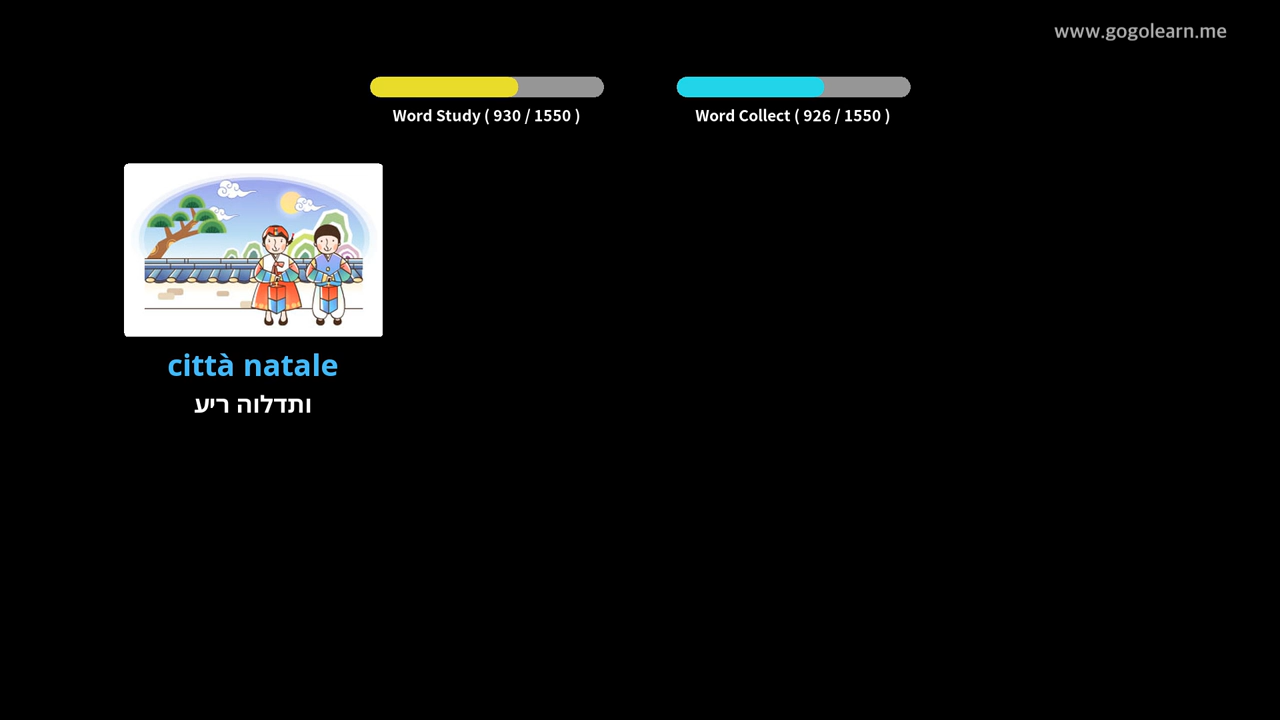 www.gogolearn.me
Word Study ( 930 / 1550 )
Word Collect ( 926 / 1550 )
città natale
ותדלוה ריע